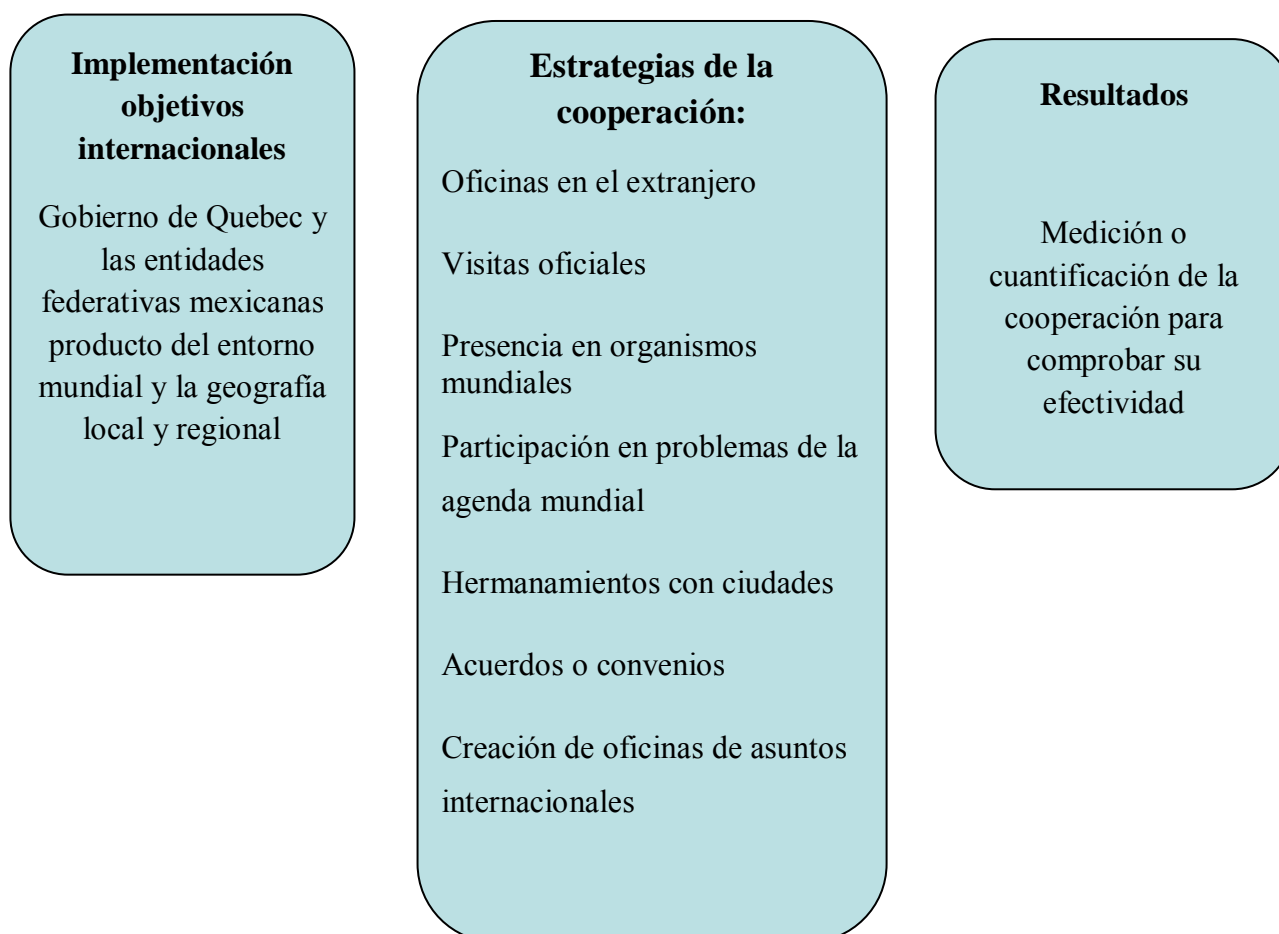 Implementación
objetivos
internacionales
Gobierno de Quebec y
las entidades
federativas mexicanas
producto del entorno
mundial y la geografía
local y regional
Estrategias de la
cooperación:
Oficinas en el extranjero
Visitas oficiales
Presencia en organismos
mundiales
Participación en problemas de la
agenda mundial
Hermanamientos con ciudades
Acuerdos o convenios
Creación de oficinas de asuntos
internacionales
Resultados
Medición o
cuantificación de la
cooperación para
comprobar su
efectividad